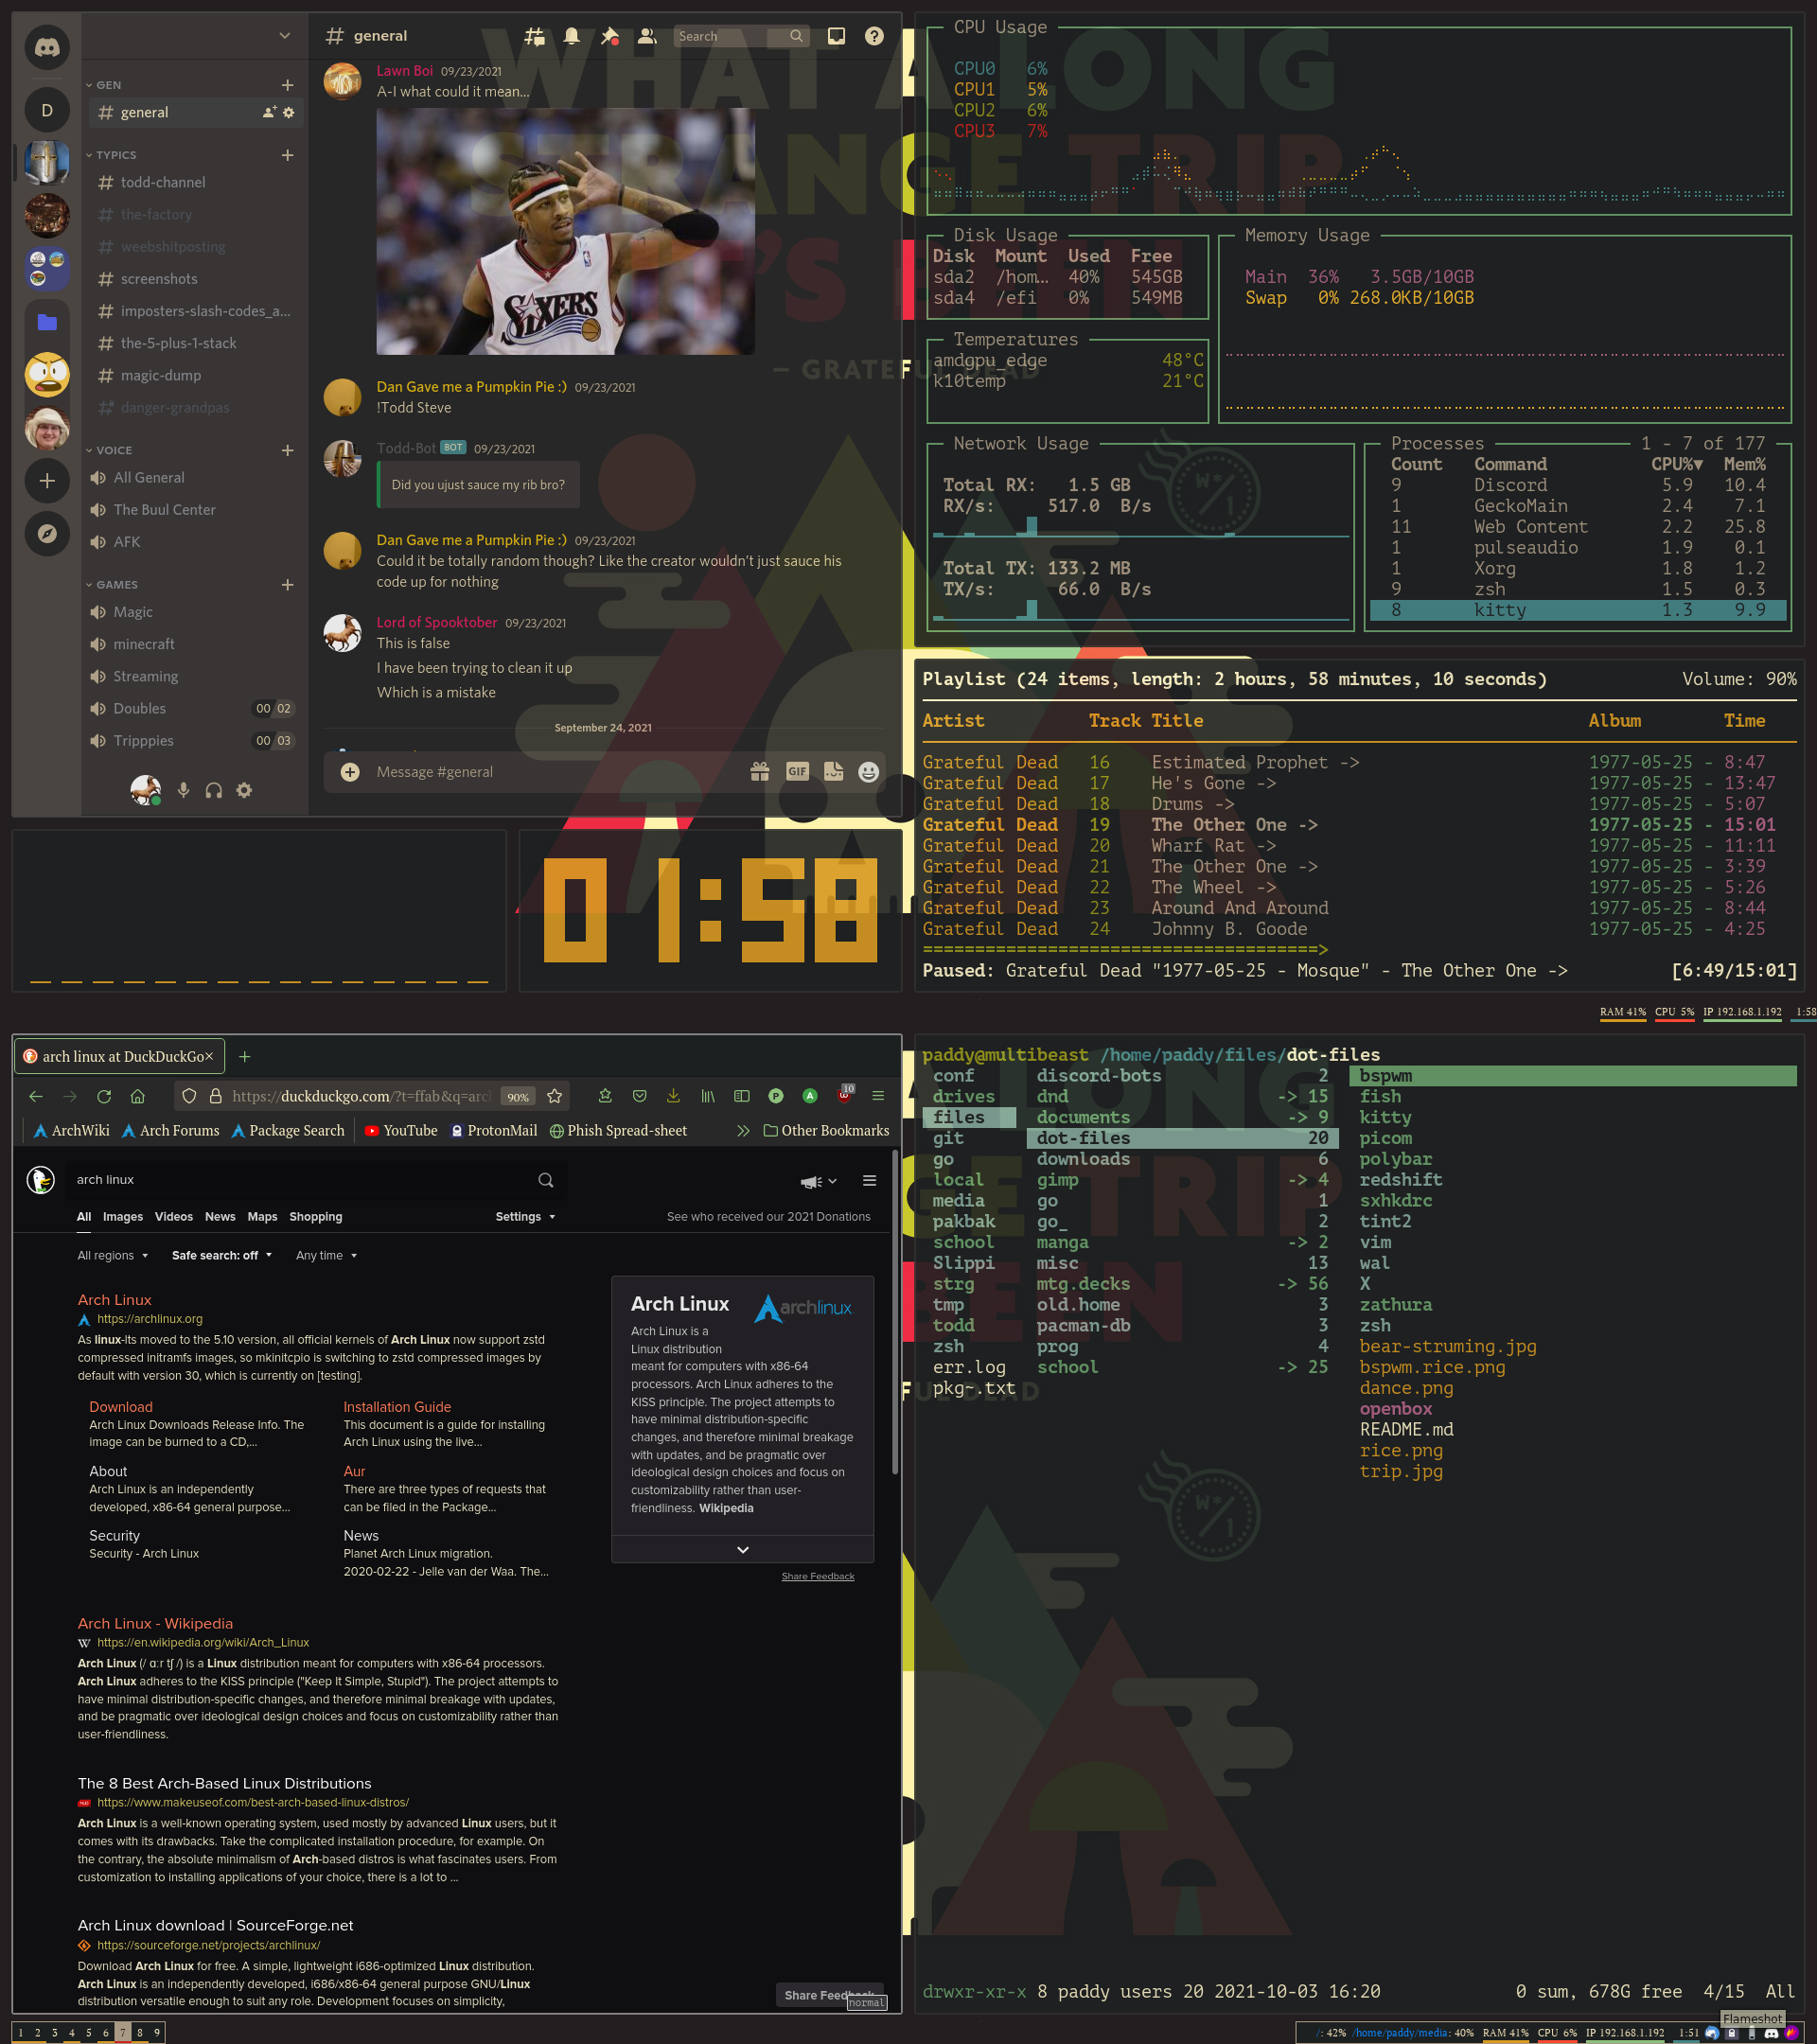 # general
Search
GEN
# general
TYPICS
# todd-channel
# the-factory
# weebshitposting
# screenshots
# imposters-slash-codes_a...
# the-5-plus-1-stack
# magic-dump
# danger-grandpas
VOICE
All General
The Buul Center
AFK
GAMES
Magic
minecraft
Streaming
Doubles 00 02
Tripppies 00 03
D
Lawn Boi 09/23/2021
A-I what could it mean...
SIXERS
Dan Gave me a Pumpkin Pie :) 09/23/2021
!Todd Steve
Todd-Bot BOT 09/23/2021
Did you ujust sauce my rib bro?
Dan Gave me a Pumpkin Pie :) 09/23/2021
Could it be totally random though? Like the creator wouldn't just sauce his
code up for nothing
Lord of Spooktober 09/23/2021
This is false
I have been trying to clean it up
Which is a mistake
September 24, 2021
Message #general
GIF
WHAT A LONG
STRANGE TRIP
IT'S BEEN
— GRATEFUL DEAD
CPU Usage
CPU0 6%
CPU1 5%
CPU2 6%
CPU3 7%
Disk Usage
Disk Mount Used Free
sda2 /hom… 40% 545GB
sda4 /efi 0% 549MB
Temperatures
amdgpu_edge 48°C
k10temp 21°C
Memory Usage
Main 36% 3.5GB/10GB
Swap 0% 268.0KB/10GB
Network Usage
Total RX: 1.5 GB
RX/s: 517.0 B/s
Total TX: 133.2 MB
TX/s: 66.0 B/s
Processes 1 - 7 of 177
Count Command CPU%▼ Mem%
9 Discord 5.9 10.4
1 GeckoMain 2.4 7.1
11 Web Content 2.2 25.8
1 pulseaudio 1.9 0.1
1 Xorg 1.8 1.2
9 zsh 1.5 0.3
8 kitty 1.3 9.9
Playlist (24 items, length: 2 hours, 58 minutes, 10 seconds) Volume: 90%
Artist Track Title Album Time
Grateful Dead 16 Estimated Prophet -> 1977-05-25 - 8:47
Grateful Dead 17 He's Gone -> 1977-05-25 - 13:47
Grateful Dead 18 Drums -> 1977-05-25 - 5:07
Grateful Dead 19 The Other One -> 1977-05-25 - 15:01
Grateful Dead 20 Wharf Rat -> 1977-05-25 - 11:11
Grateful Dead 21 The Other One -> 1977-05-25 - 3:39
Grateful Dead 22 The Wheel -> 1977-05-25 - 5:26
Grateful Dead 23 Around And Around 1977-05-25 - 8:44
Grateful Dead 24 Johnny B. Goode 1977-05-25 - 4:25
======================================>
Paused: Grateful Dead "1977-05-25 - Mosque" - The Other One -> [6:49/15:01]
01:58
RAM 41% CPU 5% IP 192.168.1.192 1:58
arch linux at DuckDuckGo × +
https://duckduckgo.com/?t=ffab&q=arc 90%
P A 10
ArchWiki Arch Forums Package Search YouTube ProtonMail Phish Spread-sheet » Other Bookmarks
arch linux
All Images Videos News Maps Shopping Settings See who received our 2021 Donations
All regions Safe search: off Any time
Arch Linux
https://archlinux.org
As linux-lts moved to the 5.10 version, all official kernels of Arch Linux now support zstd
compressed initramfs images, so mkinitcpio is switching to zstd compressed images by
default with version 30, which is currently on [testing].
Download
Arch Linux Downloads Release Info. The
image can be burned to a CD,...
Installation Guide
This document is a guide for installing
Arch Linux using the live...
About
Arch Linux is an independently
developed, x86-64 general purpose...
Aur
There are three types of requests that
can be filed in the Package...
Security
Security - Arch Linux
News
Planet Arch Linux migration.
2020-02-22 - Jelle van der Waa. The...
Arch Linux archlinux
Arch Linux is a
Linux distribution
meant for computers with x86-64
processors. Arch Linux adheres to the
KISS principle. The project attempts to
have minimal distribution-specific
changes, and therefore minimal breakage
with updates, and be pragmatic over
ideological design choices and focus on
customizability rather than user-
friendliness. Wikipedia
Share Feedback
Arch Linux - Wikipedia
W https://en.wikipedia.org/wiki/Arch_Linux
Arch Linux (/ ɑːr tʃ /) is a Linux distribution meant for computers with x86-64 processors.
Arch Linux adheres to the KISS principle ("Keep It Simple, Stupid"). The project attempts to
have minimal distribution-specific changes, and therefore minimal breakage with updates,
and be pragmatic over ideological design choices and focus on customizability rather than
user-friendliness.
The 8 Best Arch-Based Linux Distributions
https://www.makeuseof.com/best-arch-based-linux-distros/
Arch Linux is a well-known operating system, used mostly by advanced Linux users, but it
comes with its drawbacks. Take the complicated installation procedure, for example. On
the contrary, the absolute minimalism of Arch-based distros is what fascinates users. From
customization to installing applications of your choice, there is a lot to ...
Arch Linux download | SourceForge.net
https://sourceforge.net/projects/archlinux/
Download Arch Linux for free. A simple, lightweight i686-optimized Linux distribution.
Arch Linux is an independently developed, i686/x86-64 general purpose GNU/Linux
distribution versatile enough to suit any role. Development focuses on simplicity,
Share Feedback
normal
paddy@multibeast /home/paddy/files/dot-files
conf discord-bots 2 bspwm
drives dnd -> 15 fish
files documents -> 9 kitty
git dot-files 20 picom
go downloads 6 polybar
local gimp -> 4 redshift
media go 1 sxhkdrc
pakbak go_ 2 tint2
school manga -> 2 vim
Slippi misc 13 wal
strg mtg.decks -> 56 X
tmp old.home 3 zathura
todd pacman-db 3 zsh
zsh prog 4 bear-struming.jpg
err.log school -> 25 bspwm.rice.png
pkg~.txt dance.png
openbox
README.md
rice.png
trip.jpg
A LONG
GE TRIP
BEEN
FUL DEAD
drwxr-xr-x 8 paddy users 20 2021-10-03 16:20 0 sum, 678G free 4/15 All
Flameshot
1 2 3 4 5 6 7 8 9
/: 42% /home/paddy/media: 40% RAM 41% CPU 6% IP 192.168.1.192 1:51